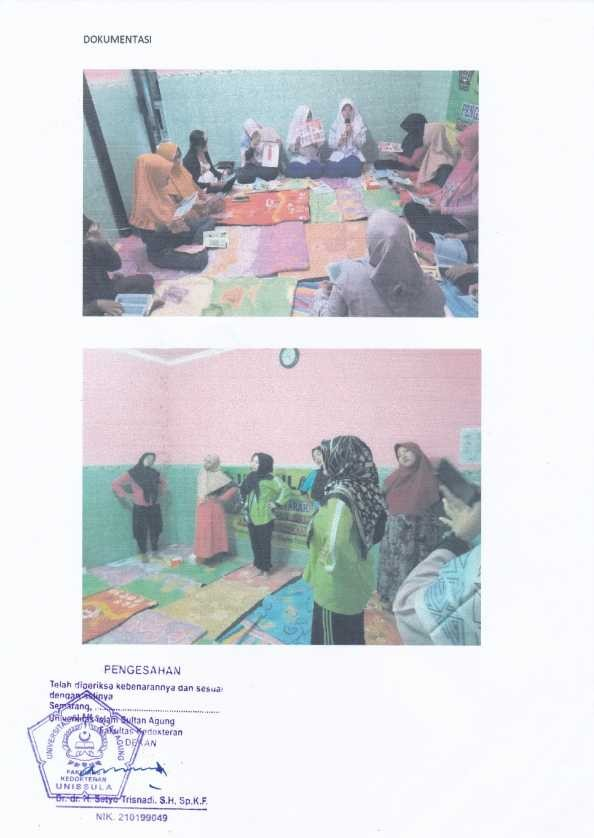 DOKUMENTASI
PENGESAHAN
Telah diperiksa kebenarannya dan sesuai
dengan aslinya
Semarang, ........................................
Universitas Islam Sultan Agung
Fakultas Kedokteran
DEKAN
UNIVERSITAS ISLAM SULTAN AGUNG
FAKULTAS
KEDOKTERAN
UNISSULA
Dr. dr. H. Setyo Trisnadi, S.H, Sp.K.F.
NIK. 210199049